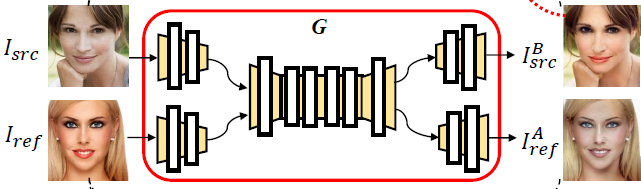 G
I_src
I^B_src
I_ref
I^A_ref